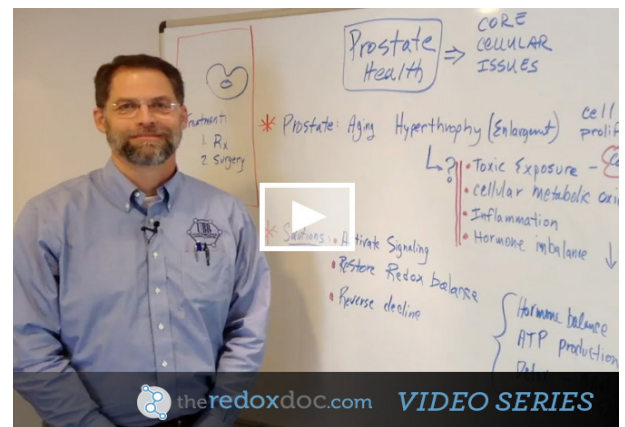 Prostate Health
⇒ CORE CELLULAR ISSUES
Treatment:
1. Rx
2. Surgery
* Prostate: Aging Hyperthrophy (Enlargmt)
cell
prolif
↳ ?
• Toxic Exposure –
• Cellular metabolic oxi
• Inflammation
• Hormone imbalance ↓
* Solutions: • Activate Signaling
• Restore Redox balance
• Reverse decline
Hormone balance
ATP production
theredoxdoc.com VIDEO SERIES